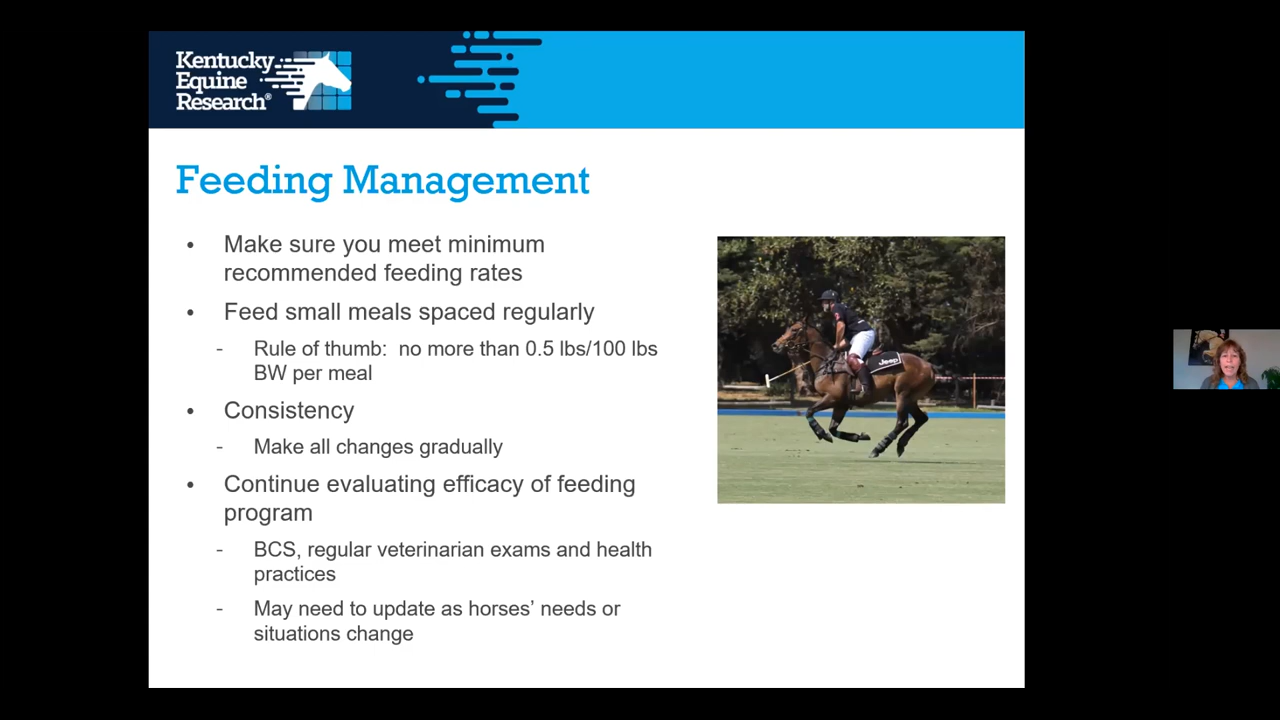 Kentucky
Equine
Research®
Feeding Management
• Make sure you meet minimum
recommended feeding rates
• Feed small meals spaced regularly
- Rule of thumb: no more than 0.5 lbs/100 lbs
BW per meal
• Consistency
- Make all changes gradually
• Continue evaluating efficacy of feeding
program
- BCS, regular veterinarian exams and health
practices
- May need to update as horses’ needs or
situations change
Jeep